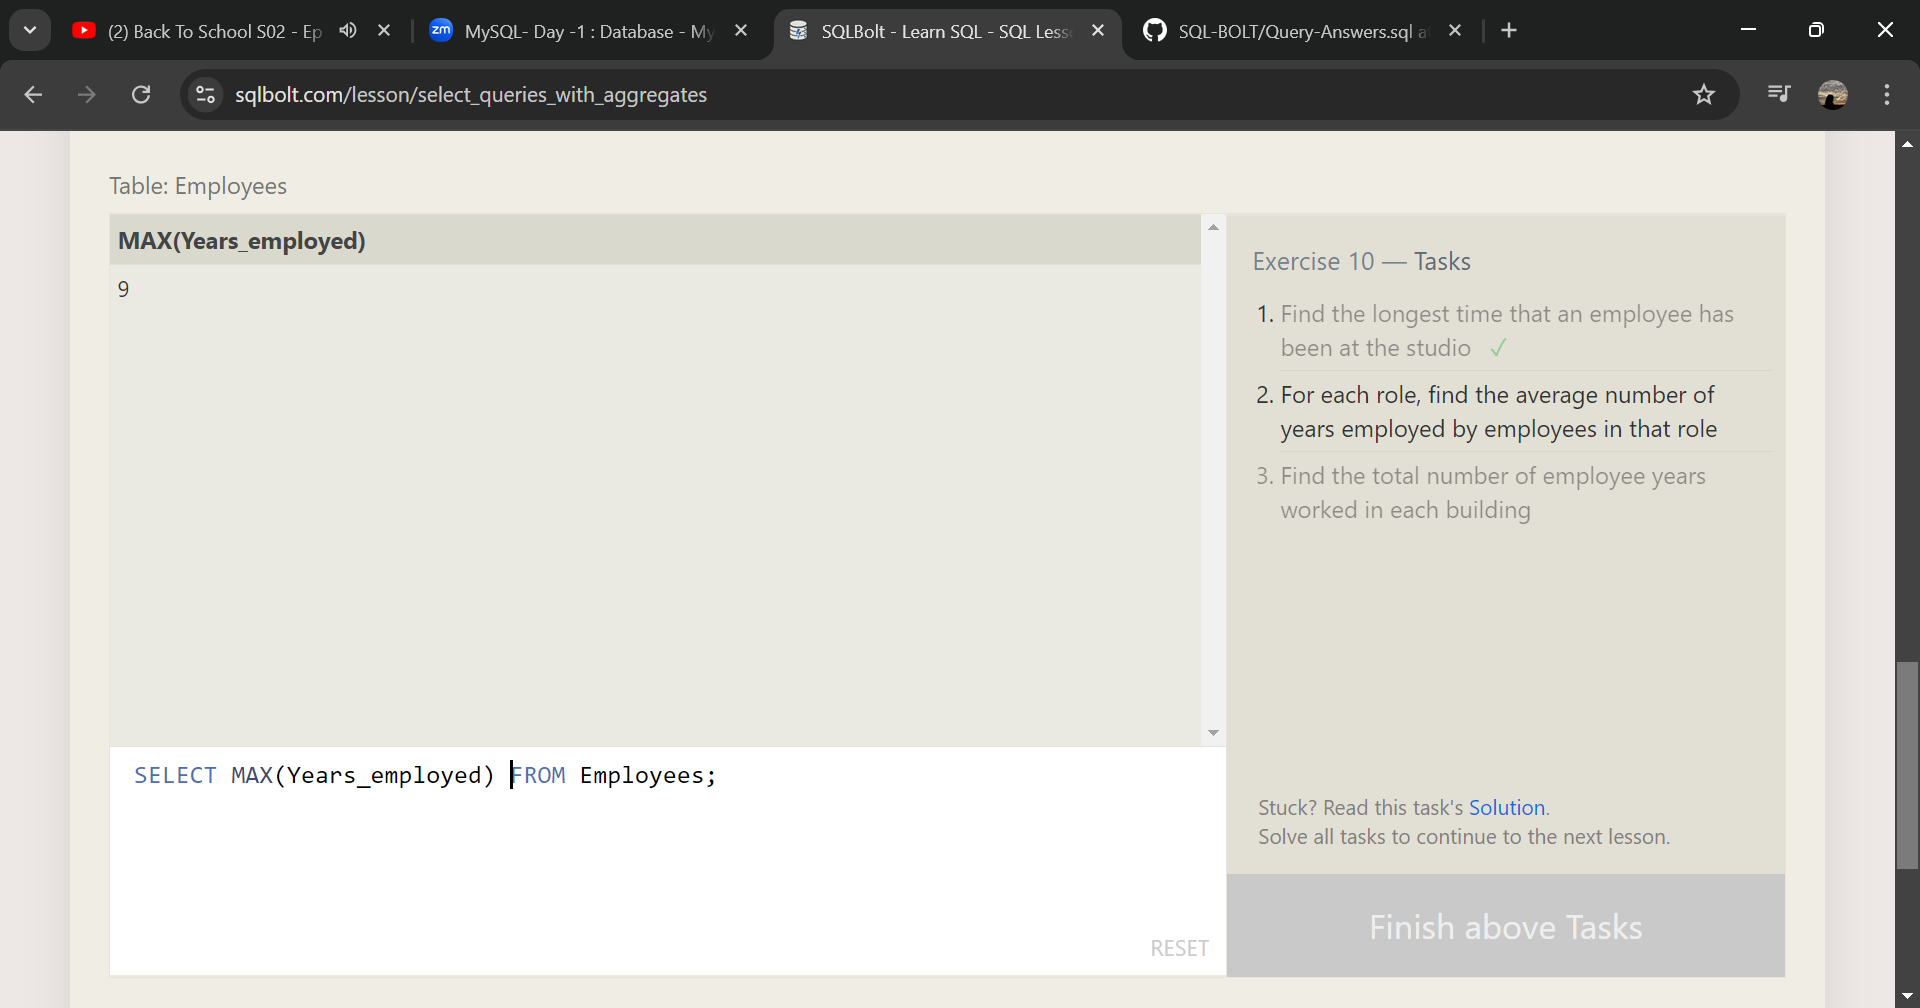 (2) Back To School S02 - Ep
zm
MySQL- Day -1 : Database - My
SQLBolt - Learn SQL - SQL Less
SQL-BOLT/Query-Answers.sql a
sqlbolt.com/lesson/select_queries_with_aggregates
Table: Employees
MAX(Years_employed)
9
Exercise 10 — Tasks
1. Find the longest time that an employee has
been at the studio ✓
2. For each role, find the average number of
years employed by employees in that role
3. Find the total number of employee years
worked in each building
SELECT MAX(Years_employed) FROM Employees;
RESET
Stuck? Read this task's Solution.
Solve all tasks to continue to the next lesson.
Finish above Tasks